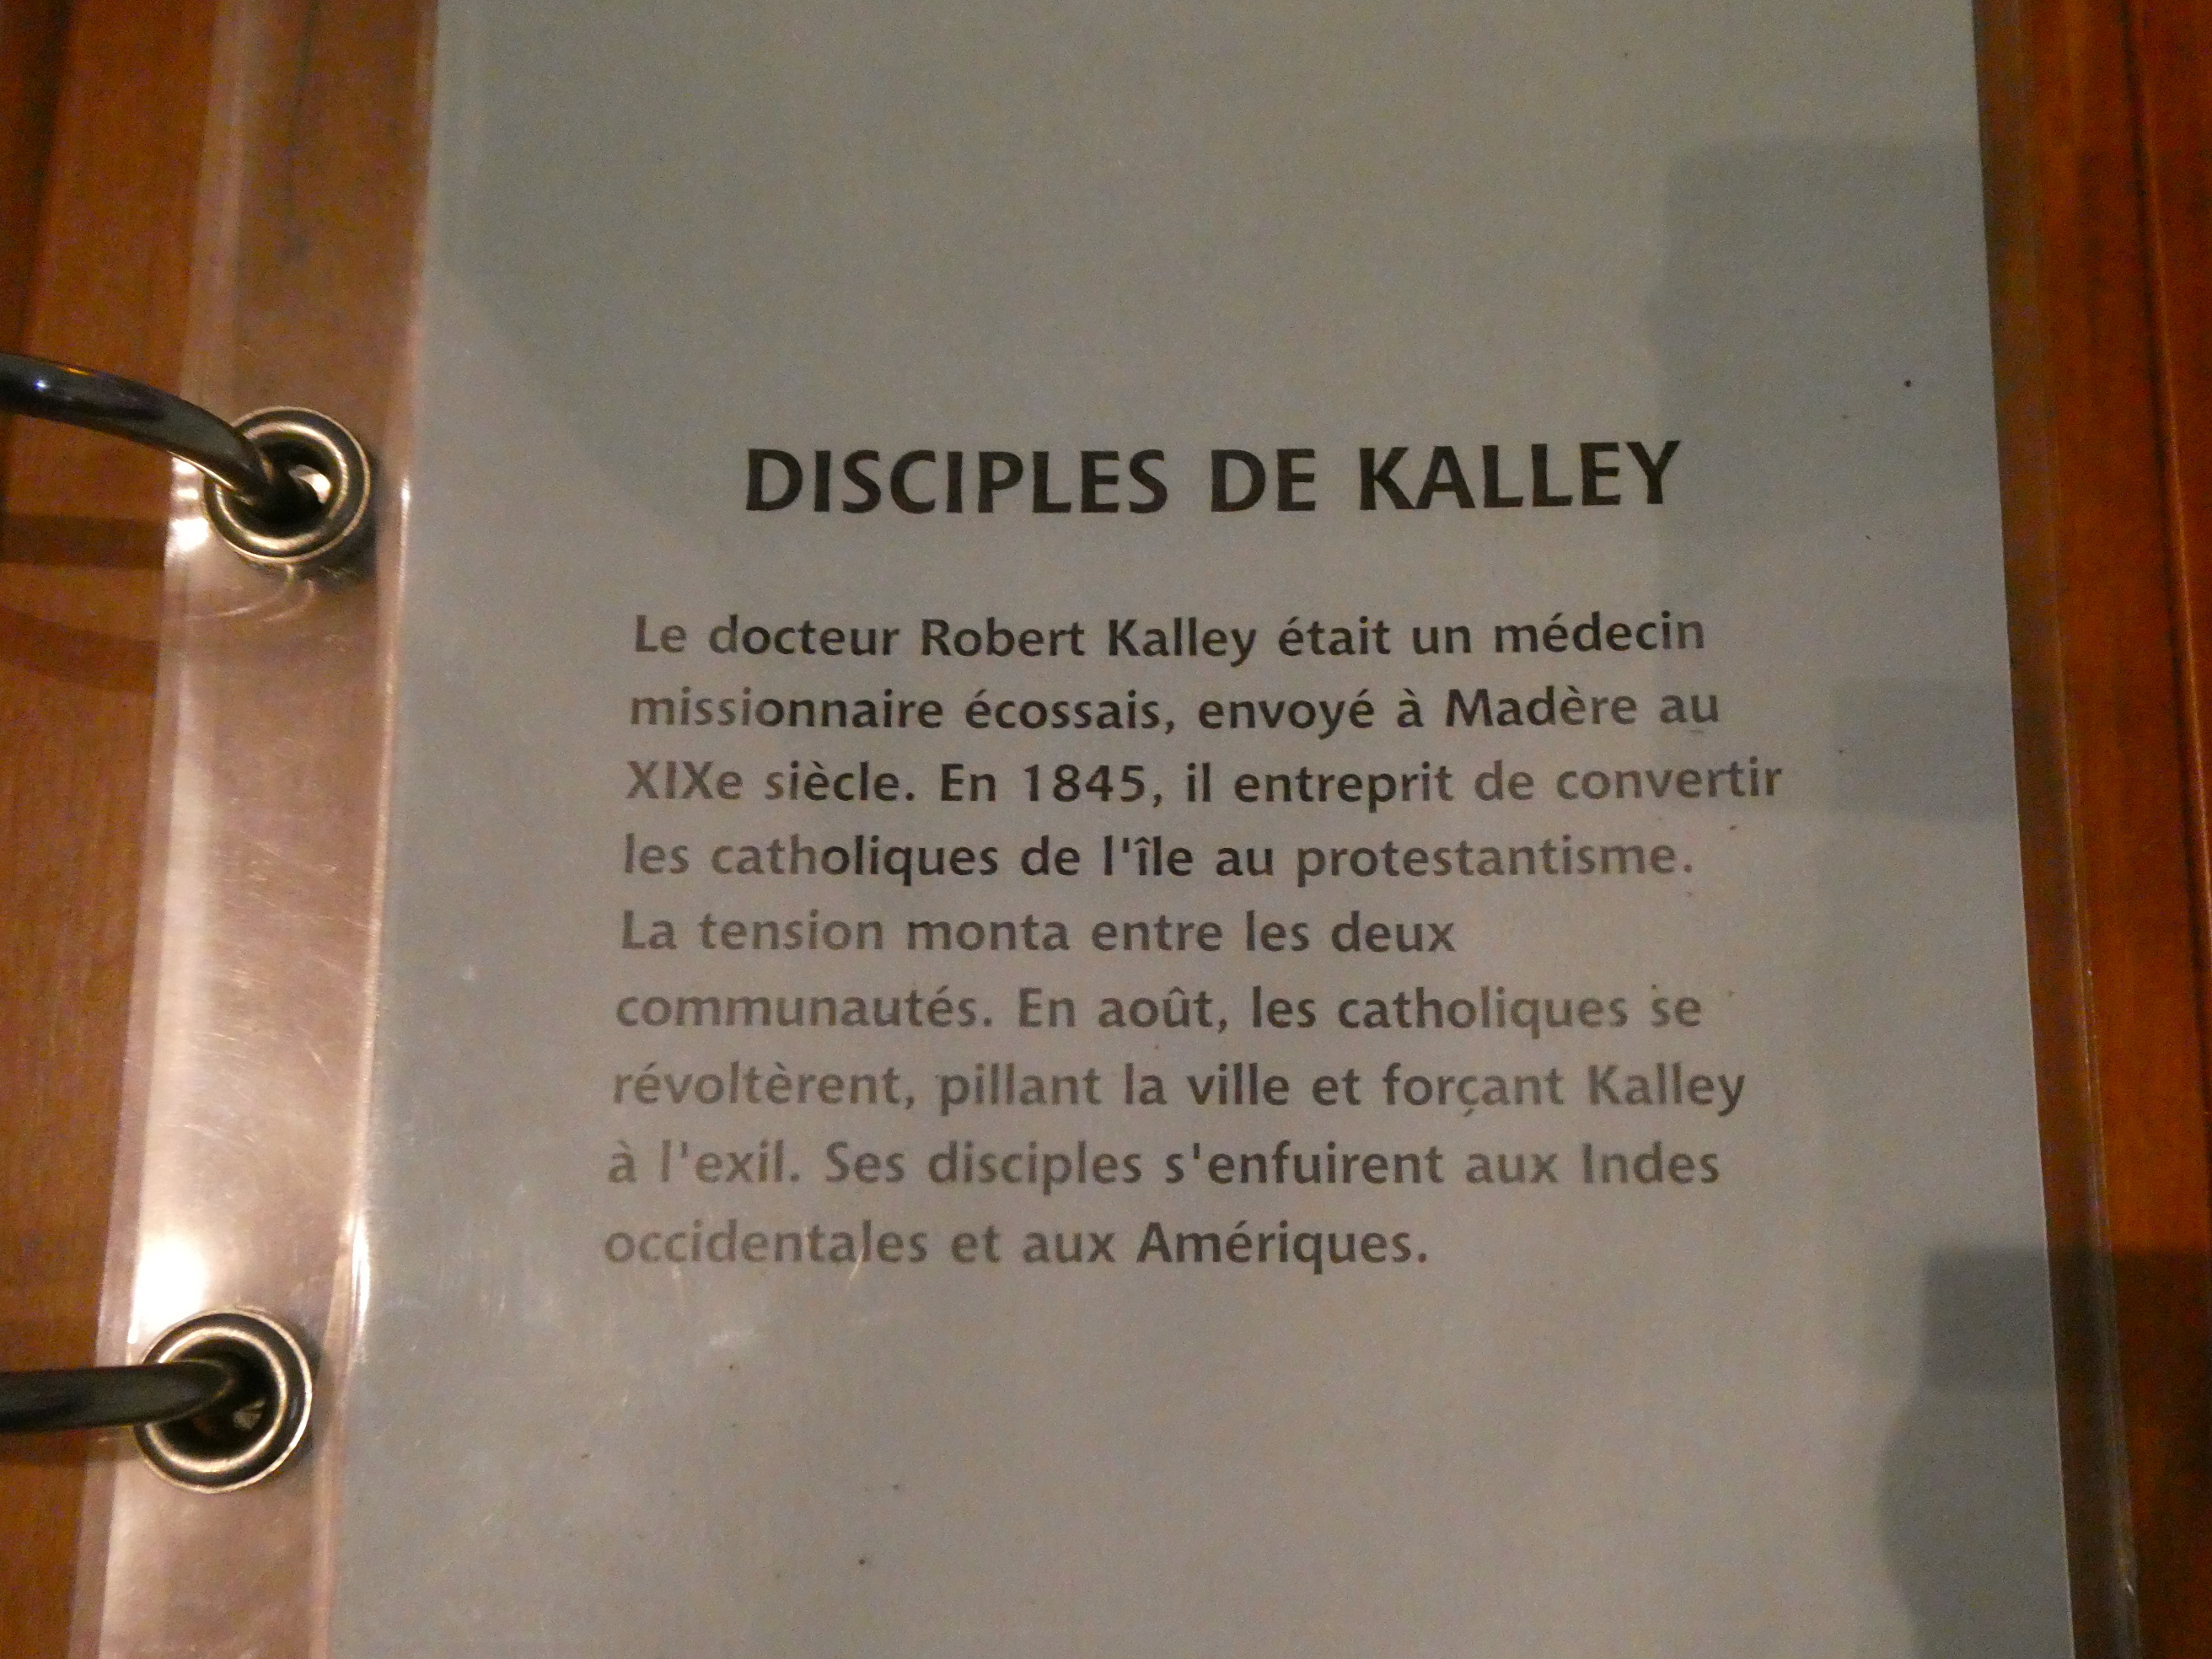 DISCIPLES DE KALLEY
Le docteur Robert Kalley était un médecin
missionnaire écossais, envoyé à Madère au
XIXe siècle. En 1845, il entreprit de convertir
les catholiques de l'île au protestantisme.
La tension monta entre les deux
communautés. En août, les catholiques se
révoltèrent, pillant la ville et forçant Kalley
à l'exil. Ses disciples s'enfuirent aux Indes
occidentales et aux Amériques.